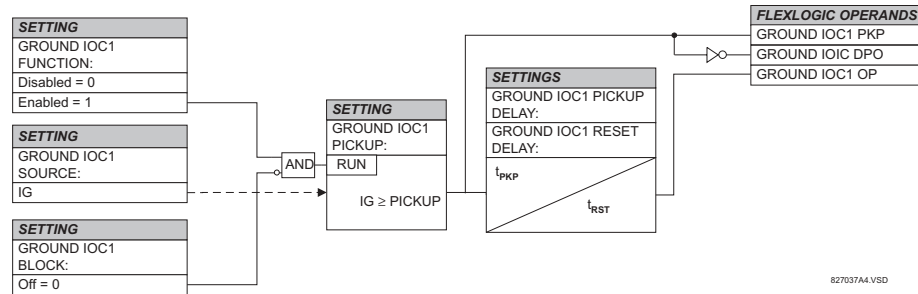 SETTING
GROUND IOC1
FUNCTION:
Disabled = 0
Enabled = 1
SETTING
GROUND IOC1
SOURCE:
IG
SETTING
GROUND IOC1
BLOCK:
Off = 0
AND
SETTING
GROUND IOC1
PICKUP:
RUN
IG ≥ PICKUP
SETTINGS
GROUND IOC1 PICKUP
DELAY:
GROUND IOC1 RESET
DELAY:
tPKP
tRST
FLEXLOGIC OPERANDS
GROUND IOC1 PKP
GROUND IOIC DPO
GROUND IOC1 OP
827037A4.VSD